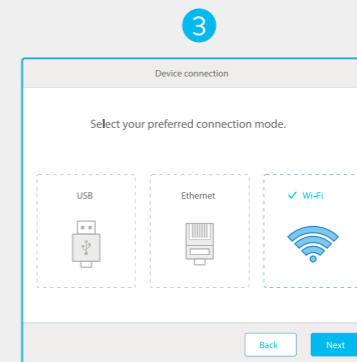 3
Device connection
Select your preferred connection mode.
USB
Ethernet
Wi-Fi
Back
Next